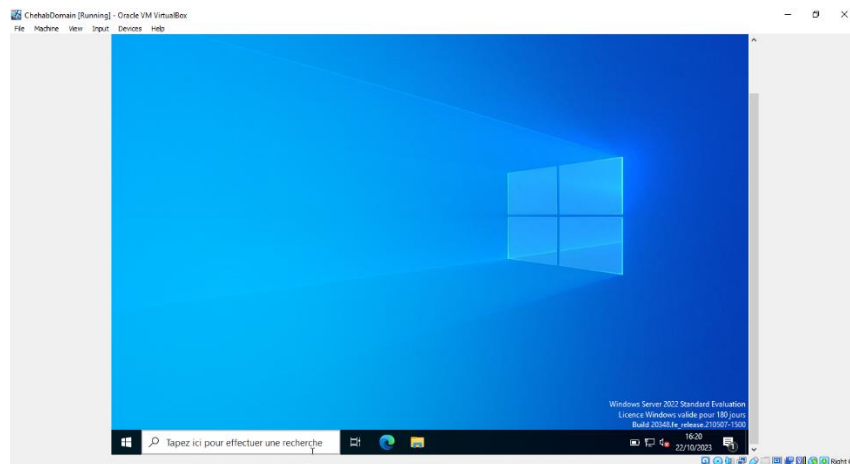 ChehabDomain [Running] - Oracle VM VirtualBox
File Machine View Input Devices Help
Windows Server 2022 Standard Evaluation
Licence Windows valide pour 180 jours
Build 20348.fe_release.210507-1500
Tapez ici pour effectuer une recherche
16:20
22/10/2023
1
Right